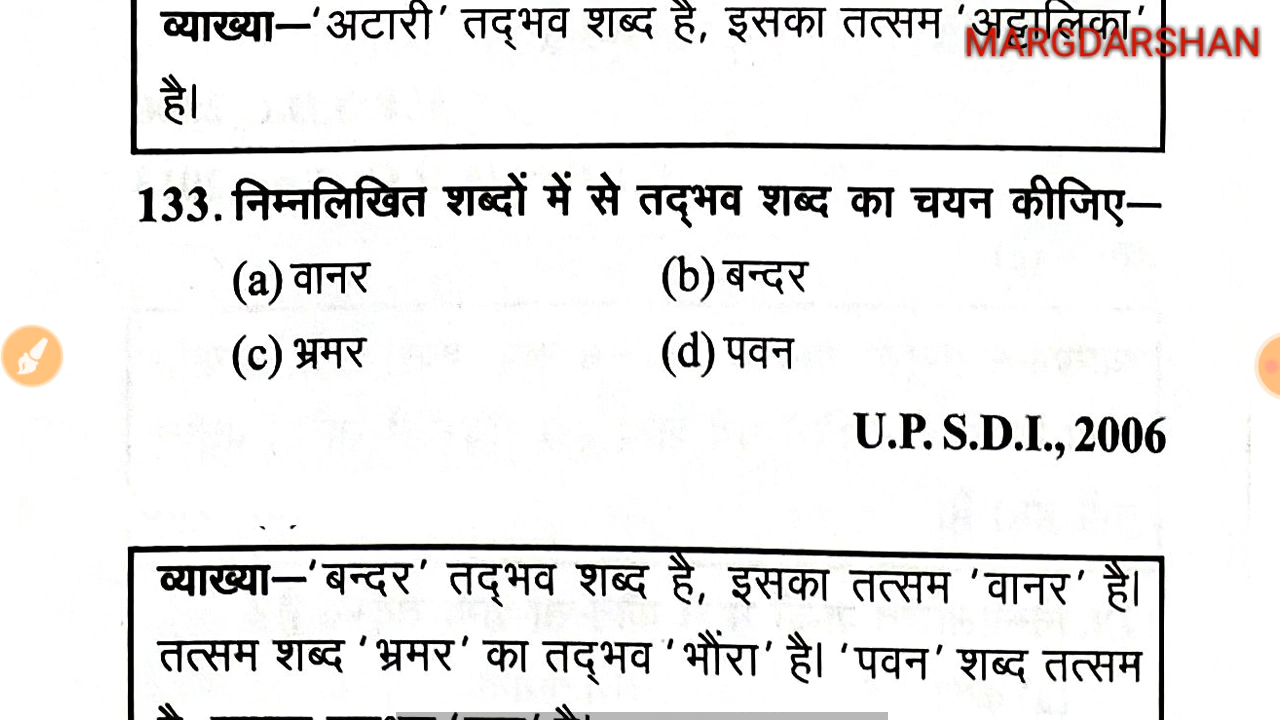 व्याख्या–'अटारी' तद्‌भव शब्द है, इसका तत्सम 'अट्टालिका'
MARGDARSHAN
है।
133. निम्नलिखित शब्दों में से तद्‌भव शब्द का चयन कीजिए–
(a) वानर (b) बन्दर
(c) भ्रमर (d) पवन
U.P. S.D.I., 2006
व्याख्या–'बन्दर' तद्‌भव शब्द है, इसका तत्सम 'वानर' है।
तत्सम शब्द 'भ्रमर' का तद्‌भव 'भौंरा' है। 'पवन' शब्द तत्सम